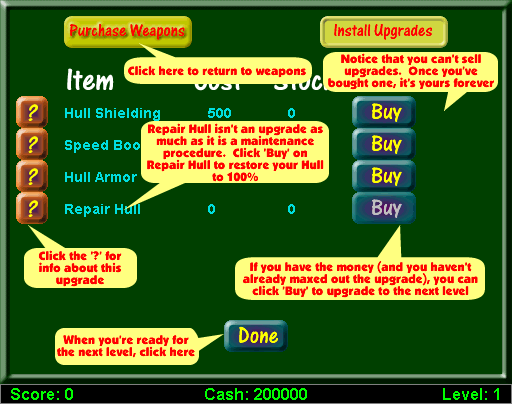 Purchase Weapons
Install Upgrades
Click here to return to weapons
Notice that you can't sell
upgrades. Once you've
bought one, it's yours forever
Item
?
Hull Shielding 500 0
Buy
?
Buy
Repair Hull isn't an upgrade as
much as it is a maintenance
procedure. Click 'Buy' on
Repair Hull to restore your Hull
to 100%
?
Hull Armor
Buy
?
Repair Hull 0 0
Buy
Click the '?' for
info about this
upgrade
If you have the money (and you haven't
already maxed out the upgrade), you can
click 'Buy' to upgrade to the next level
When you're ready for
the next level, click here
Done
Score: 0 Cash: 200000 Level: 1